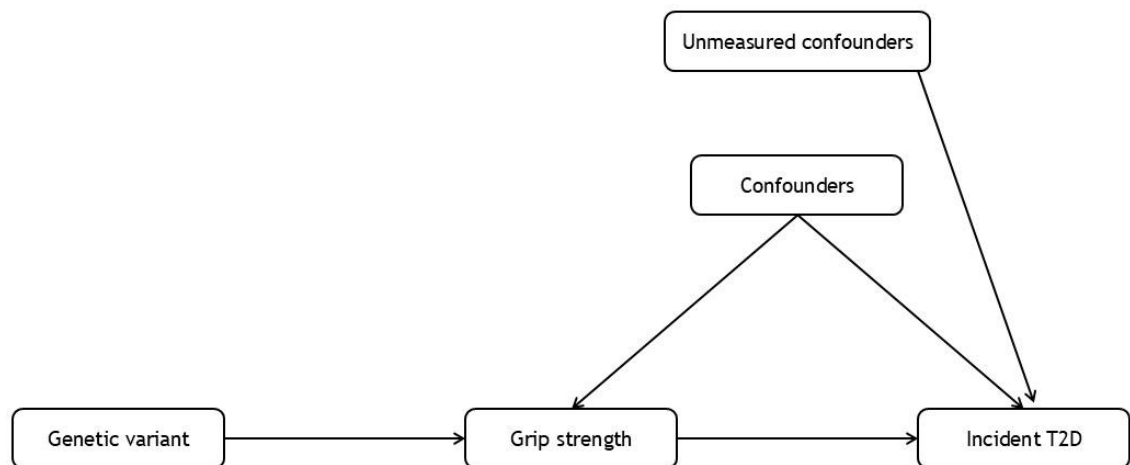 Unmeasured confounders
Confounders
Genetic variant
Grip strength
Incident T2D